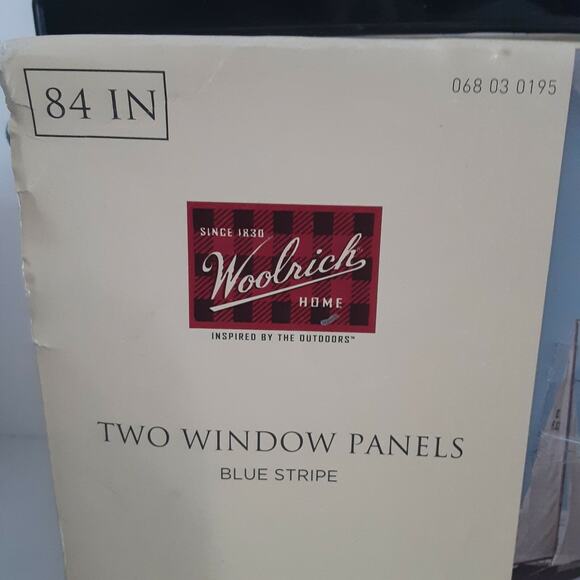 84 IN
068 03 0195
SINCE 1830
Woolrich
HOME
INSPIRED BY THE OUTDOORS™
TWO WINDOW PANELS
BLUE STRIPE